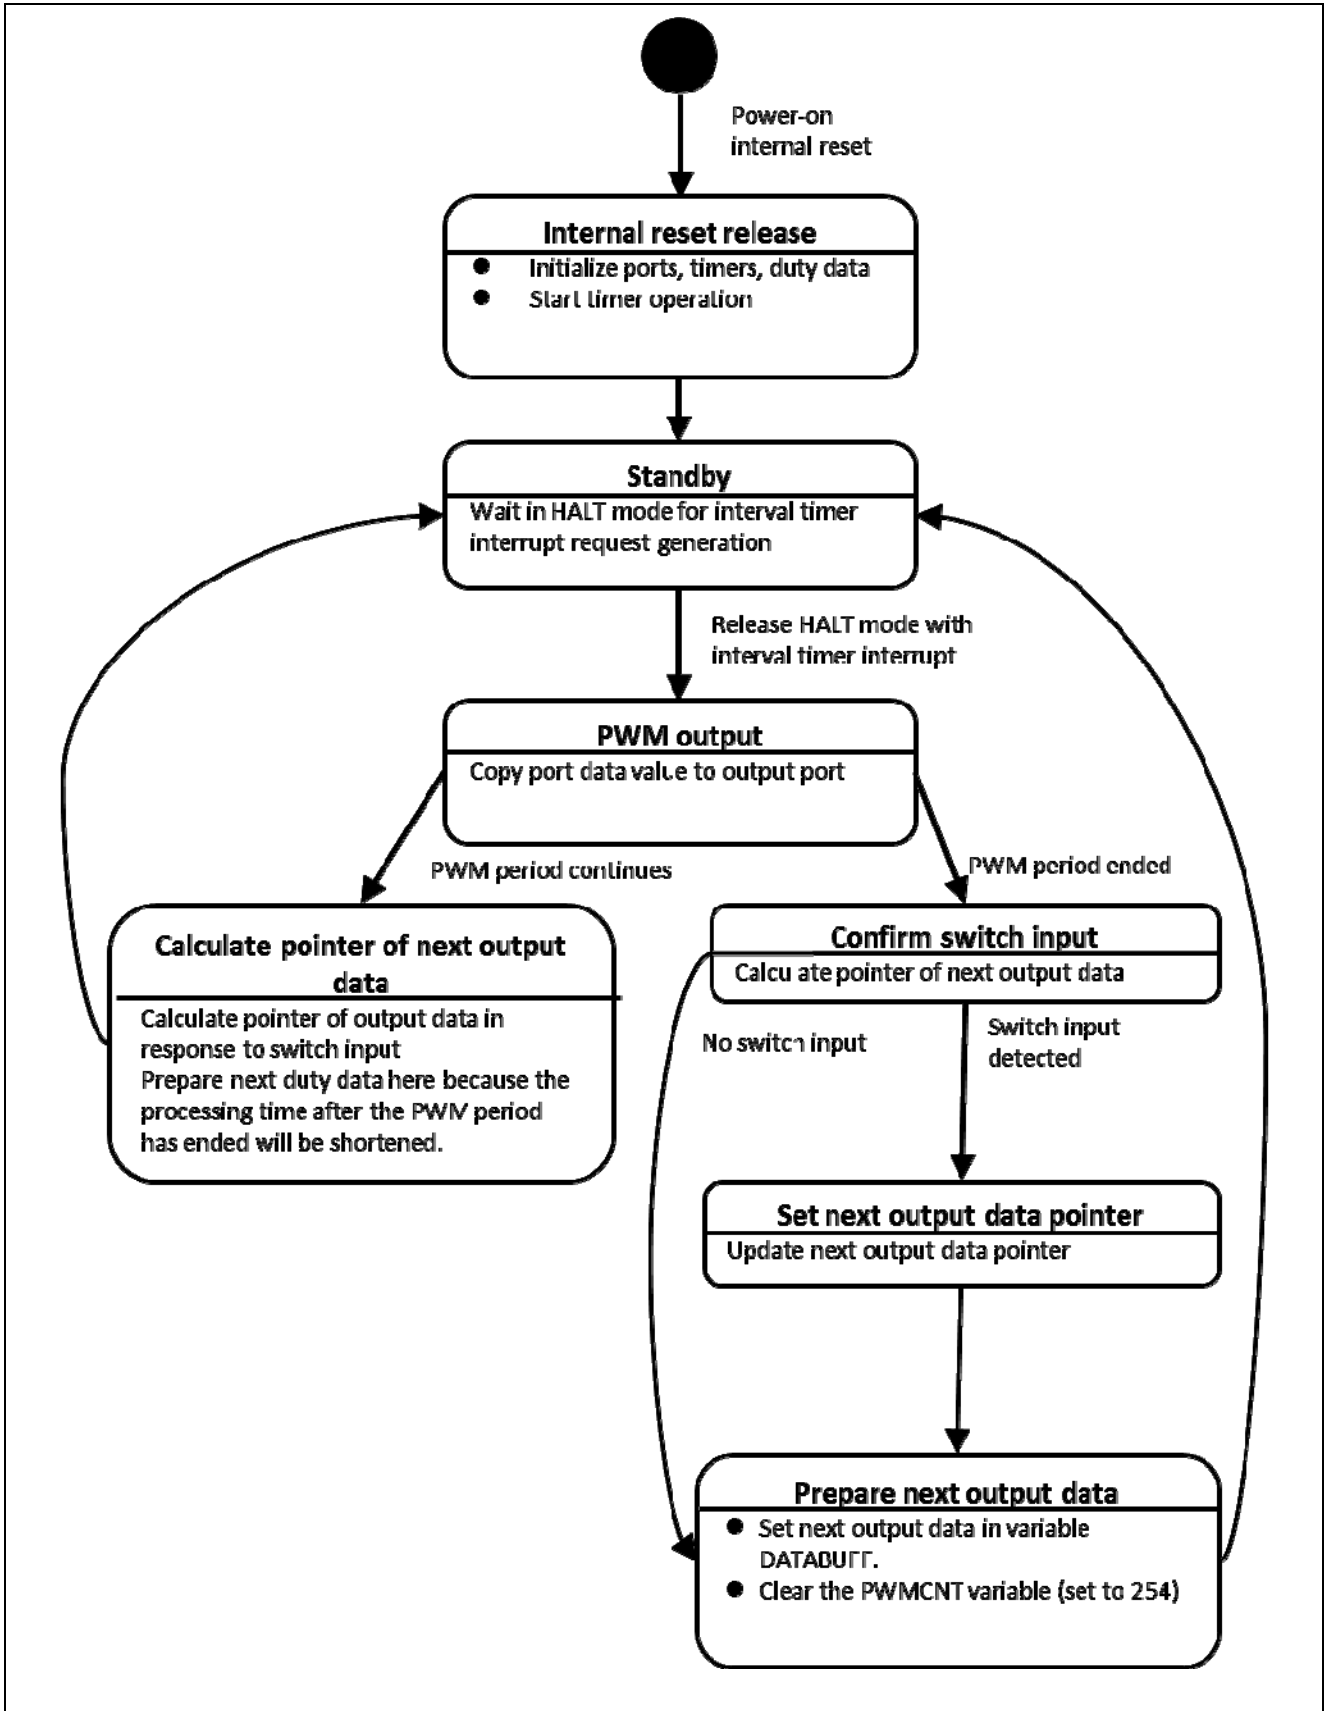 Power-on
internal reset
Internal reset release
● Initialize ports, timers, duty data
● Start timer operation
Standby
Wait in HALT mode for interval timer
interrupt request generation
Release HALT mode with
interval timer interrupt
PWM output
Copy port data value to output port
PWM period continues
PWM period ended
Calculate pointer of next output
data
Calculate pointer of output data in
response to switch input
Prepare next duty data here because the
processing time after the PWM period
has ended will be shortened.
Confirm switch input
Calculate pointer of next output data
No switch input
Switch input
detected
Set next output data pointer
Update next output data pointer
Prepare next output data
● Set next output data in variable
DATABUFF.
● Clear the PWMCNT variable (set to 254)